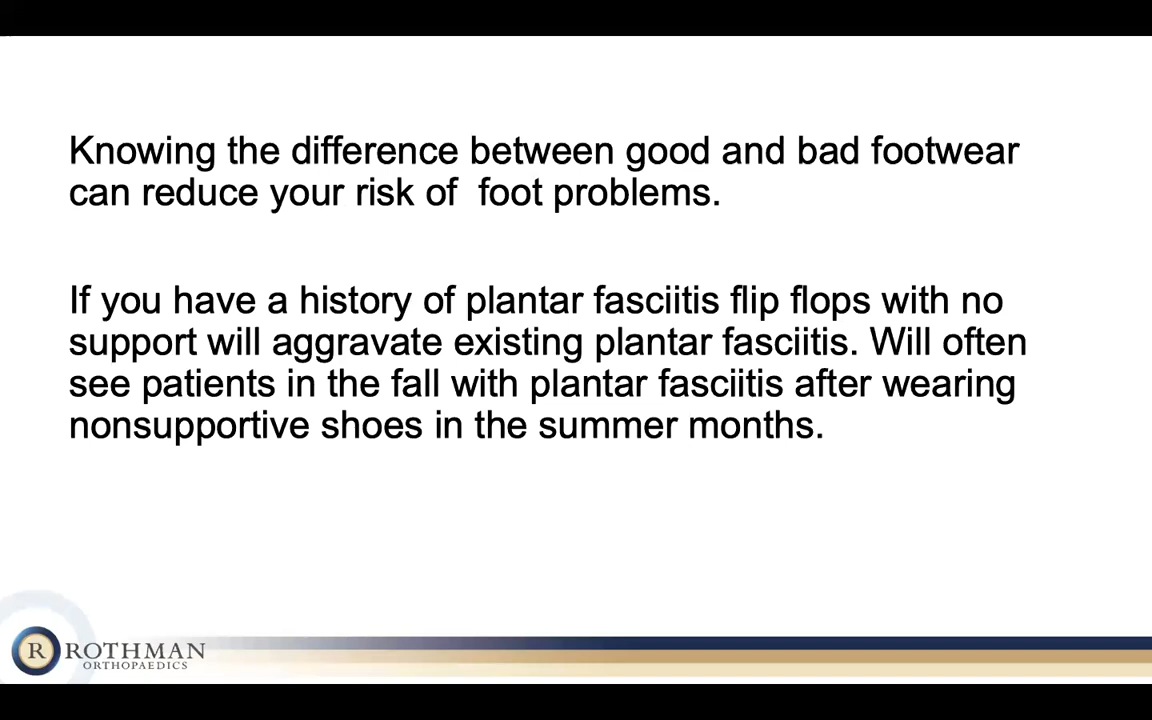 Knowing the difference between good and bad footwear
can reduce your risk of  foot problems.
If you have a history of plantar fasciitis flip flops with no
support will aggravate existing plantar fasciitis. Will often
see patients in the fall with plantar fasciitis after wearing
nonsupportive shoes in the summer months.
R ROTHMAN
ORTHOPAEDICS